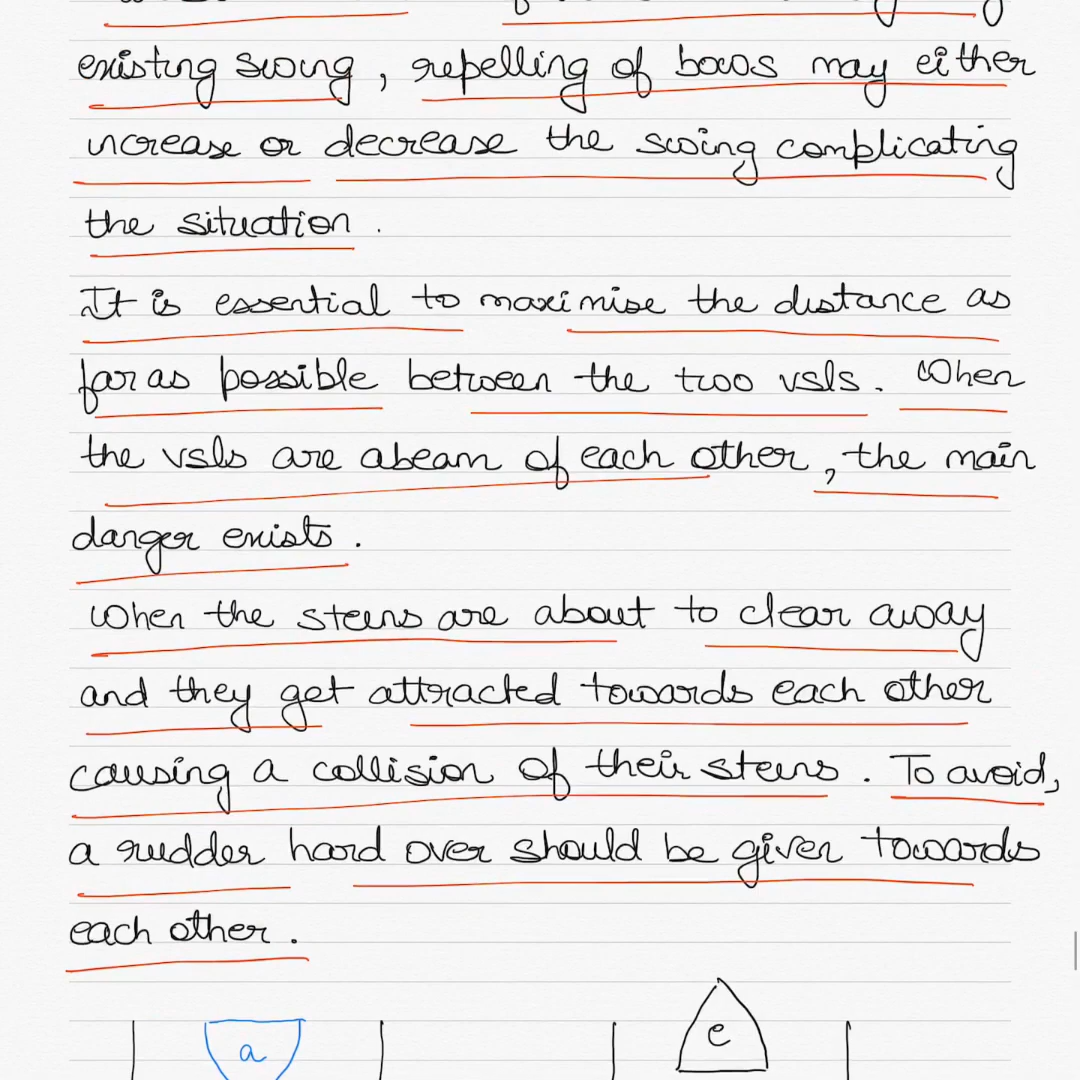 existing swing, repelling of bows may either
increase or decrease the swing complicating
the situation.
It is essential to maximise the distance as
far as possible between the two vsls. When
the vsls are abeam of each other, the main
danger exists.
When the sterns are about to clear away
and they get attracted towards each other
causing a collision of their sterns. To avoid,
a rudder hard over should be given towards
each other.
a
e